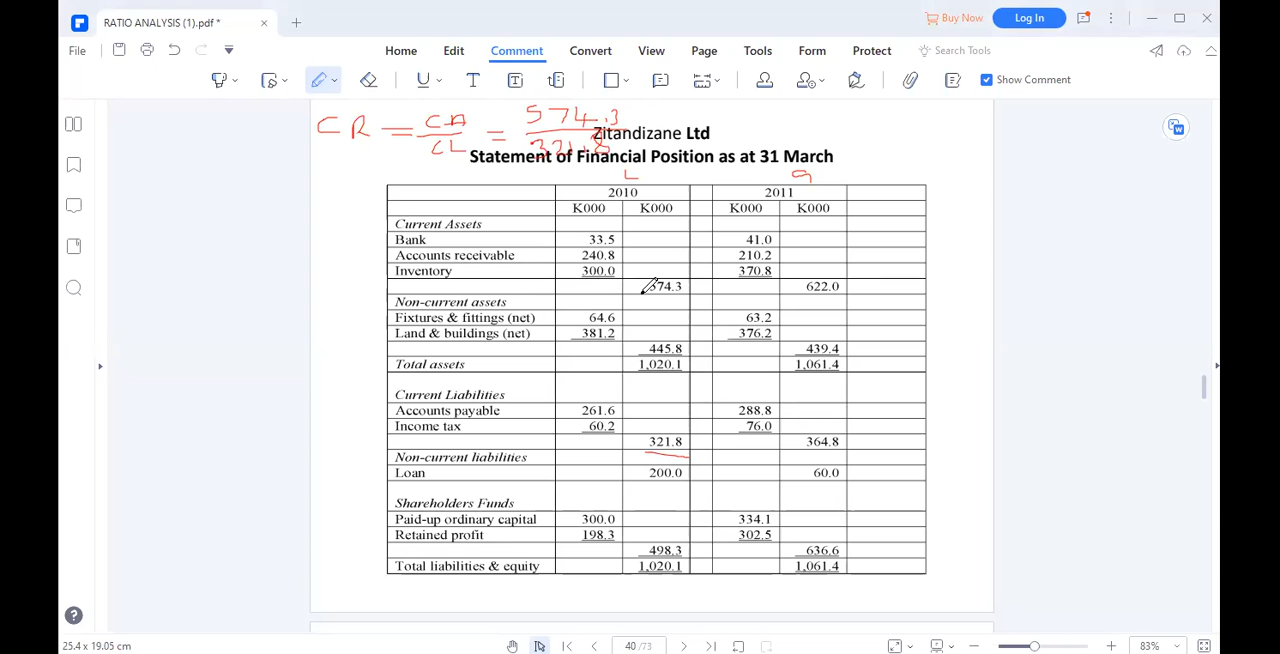 RATIO ANALYSIS (1).pdf * × +
Buy Now Log In
File Home Edit Comment Convert View Page Tools Form Protect Search Tools
Show Comment
CR = CA/CL = 574.3/321.8
Zitandizane Ltd
Statement of Financial Position as at 31 March
2010 2011
K000 K000 K000 K000
Current Assets
Bank 33.5 41.0
Accounts receivable 240.8 210.2
Inventory 300.0 370.8
574.3 622.0
Non-current assets
Fixtures & fittings (net) 64.6 63.2
Land & buildings (net) 381.2 376.2
445.8 439.4
Total assets 1,020.1 1,061.4
Current Liabilities
Accounts payable 261.6 288.8
Income tax 60.2 76.0
321.8 364.8
Non-current liabilities
Loan 200.0 60.0
Shareholders Funds
Paid-up ordinary capital 300.0 334.1
Retained profit 198.3 302.5
498.3 636.6
Total liabilities & equity 1,020.1 1,061.4
25.4 x 19.05 cm 40 /73 83%